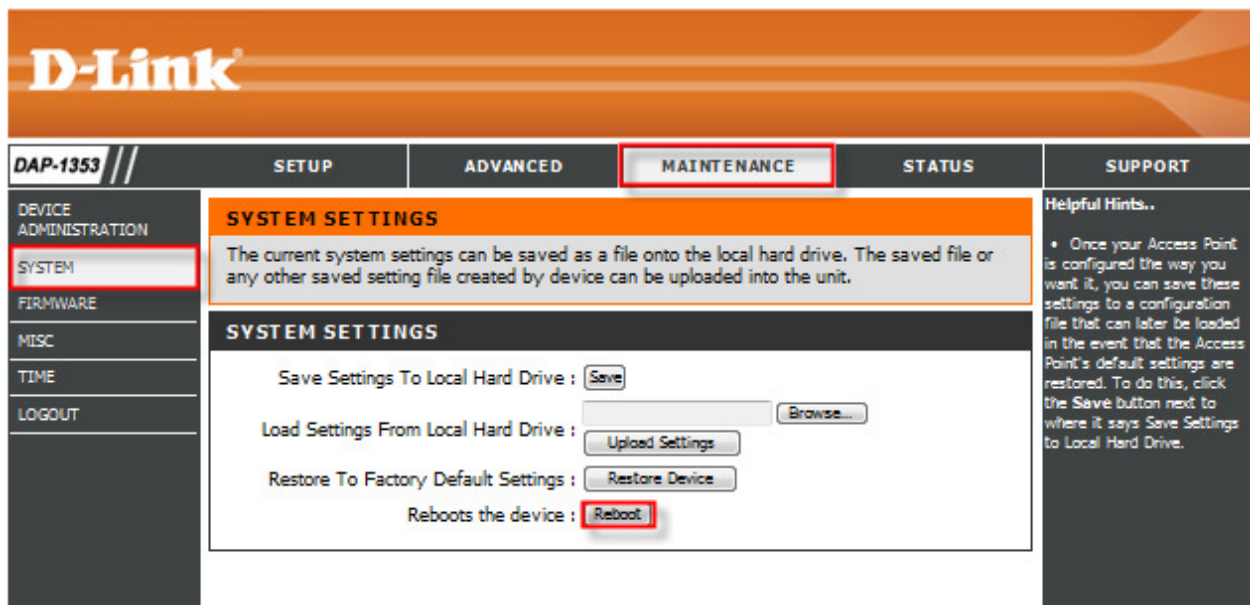 D-Link
DAP-1353
SETUP
ADVANCED
MAINTENANCE
STATUS
SUPPORT
DEVICE
ADMINISTRATION
SYSTEM
FIRMWARE
MISC
TIME
LOGOUT
SYSTEM SETTINGS
The current system settings can be saved as a file onto the local hard drive. The saved file or
any other saved setting file created by device can be uploaded into the unit.
SYSTEM SETTINGS
Save Settings To Local Hard Drive : Save
Load Settings From Local Hard Drive : Browse...
Upload Settings
Restore To Factory Default Settings : Restore Device
Reboots the device : Reboot
Helpful Hints..
• Once your Access Point
is configured the way you
want it, you can save these
settings to a configuration
file that can later be loaded
in the event that the Access
Point's default settings are
restored. To do this, click
the Save button next to
where it says Save Settings
to Local Hard Drive.